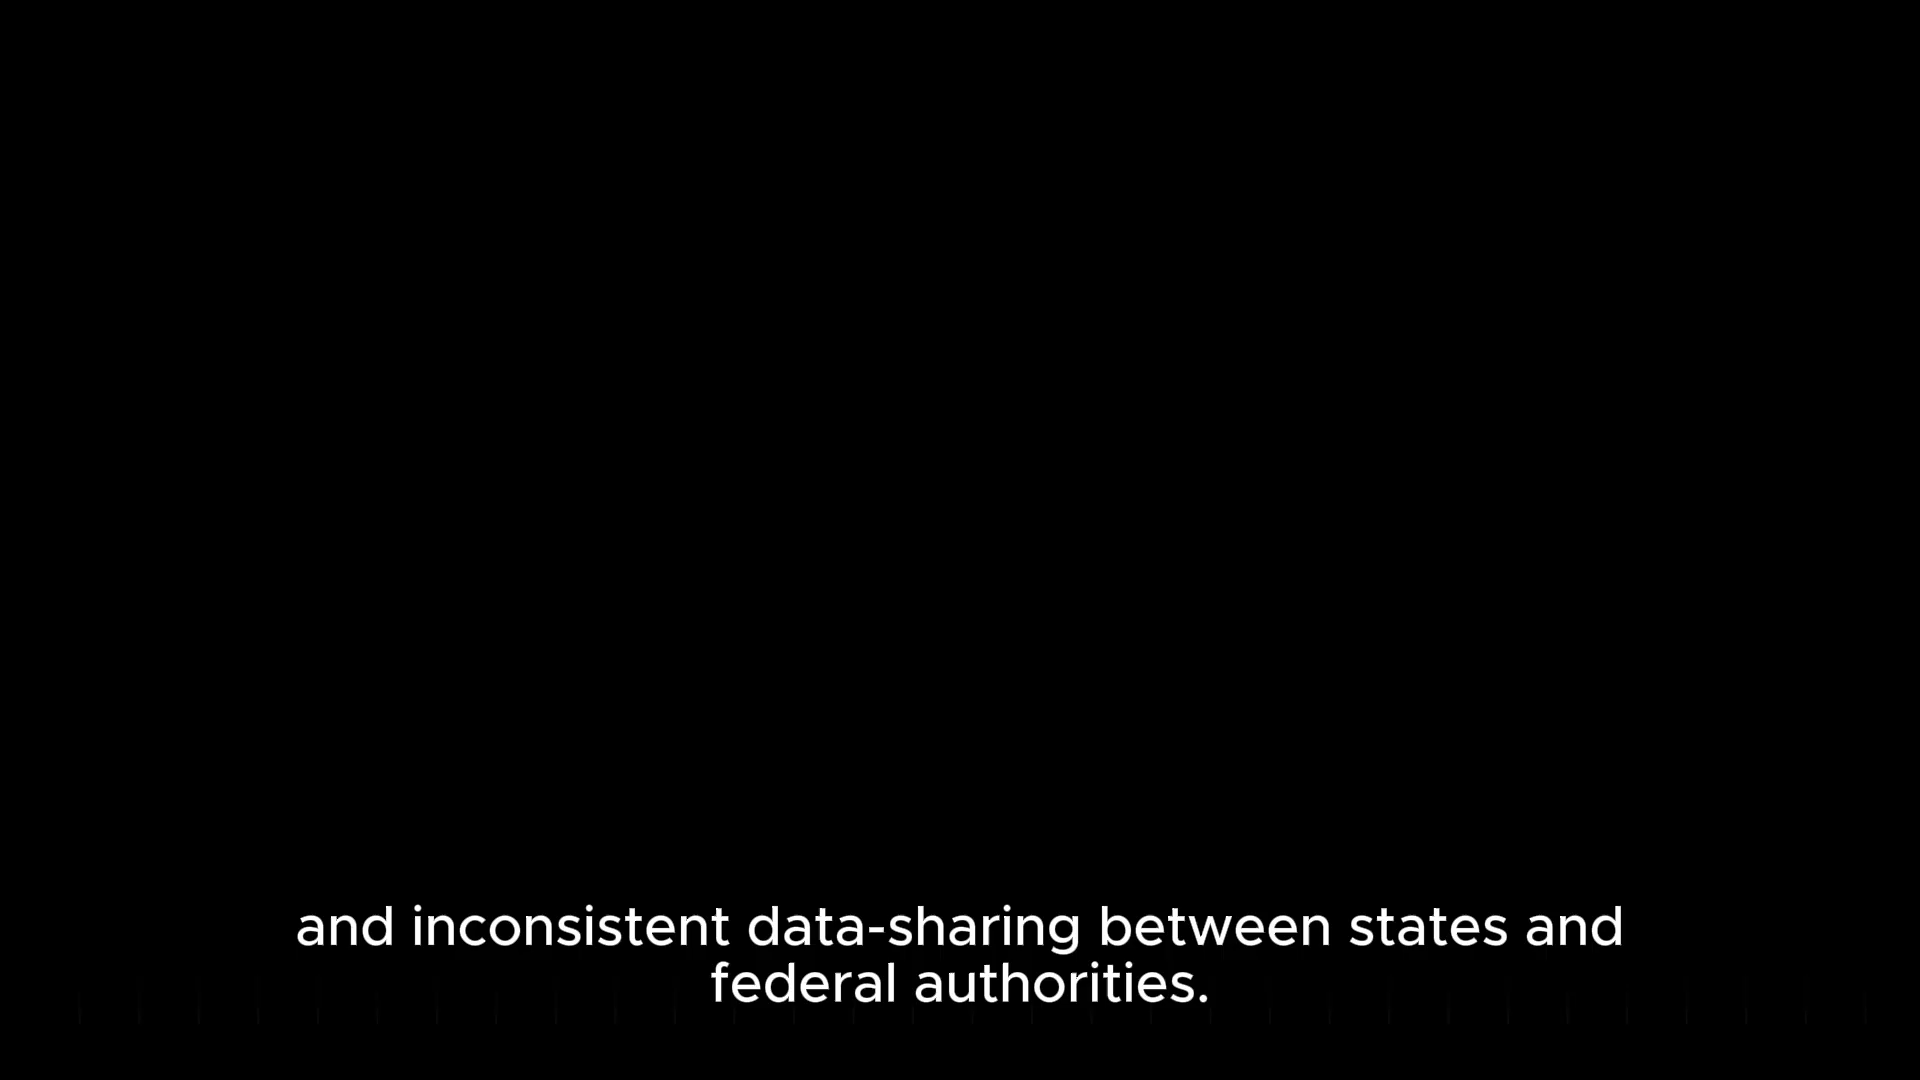 and inconsistent data-sharing between states and
federal authorities.